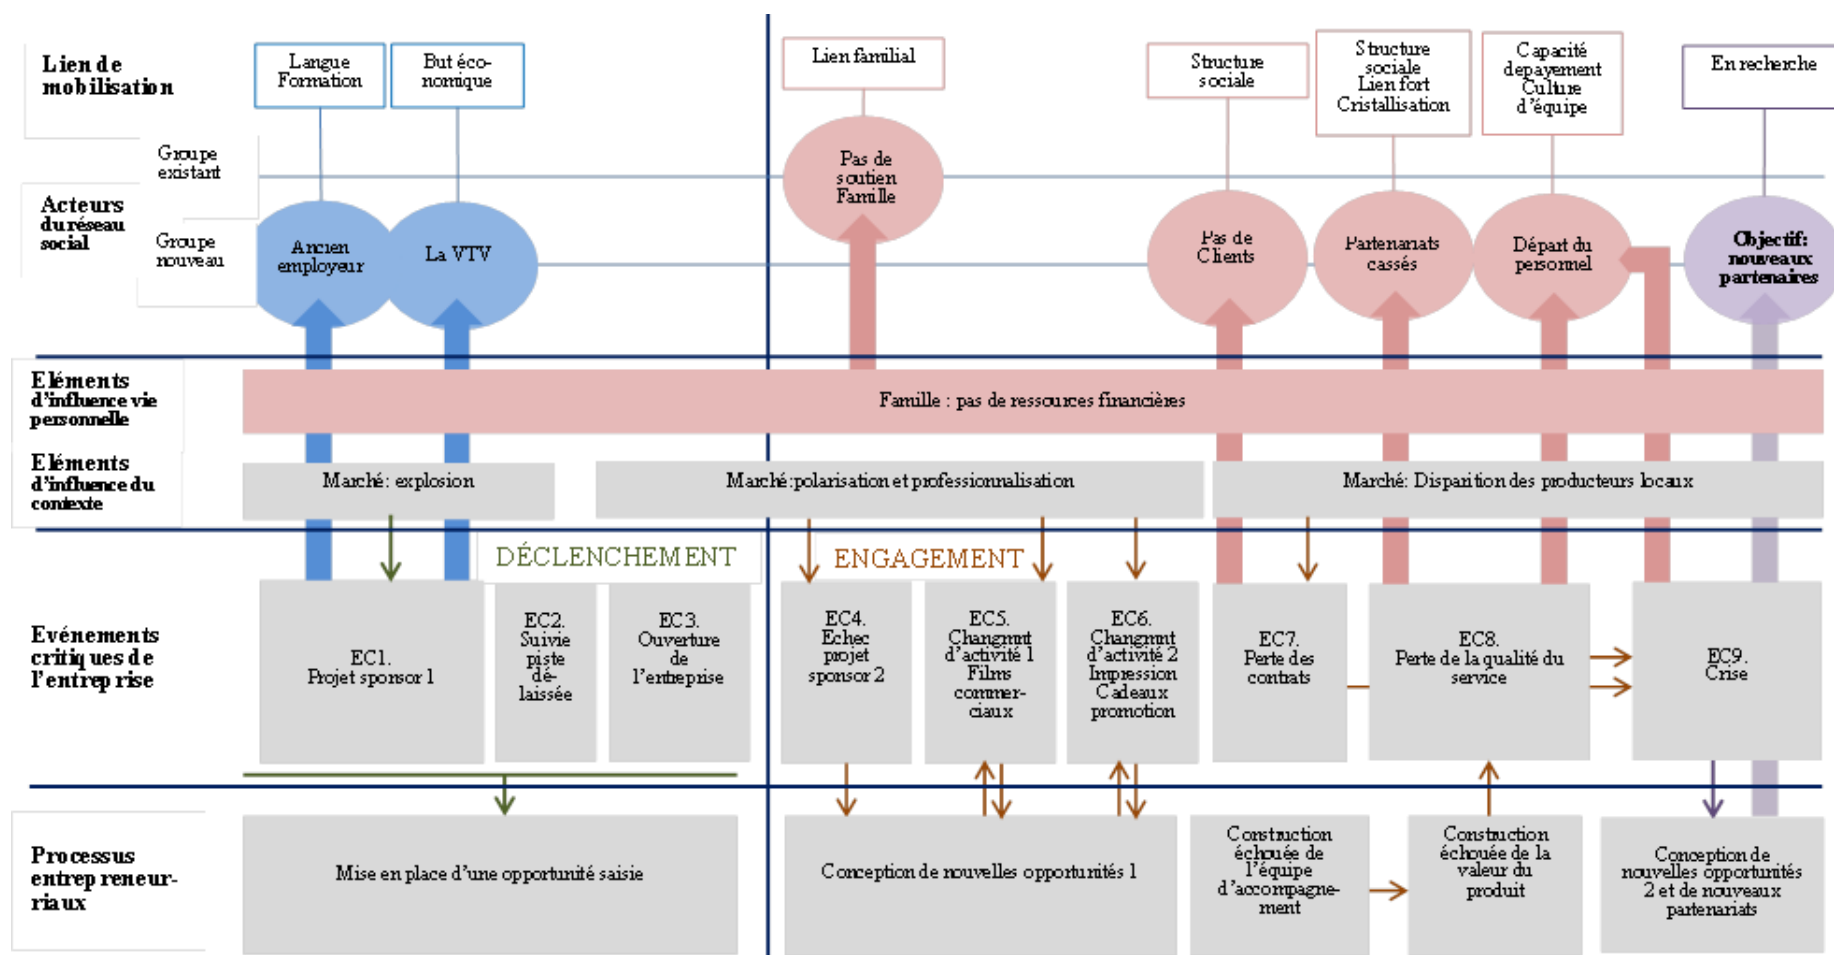 Lien de
mobilisation
Langue
Formation
But éco-
nomique
Lien familial
Structure
sociale
Structure
sociale
Lien fort
Cristallisation
Capacité
depayement
Culture
d'équipe
En recherche
Groupe
existant
Acteurs
du réseau
social
Groupe
nouveau
Ancien
employeur
La VTV
Pas de
soutien
Famille
Pas de
Clients
Partenariats
cassés
Départ du
personnel
Objectif:
nouveaux
partenaires
Eléments
d'influence vie
personnelle
Famille : pas de ressources financières
Eléments
d'influence du
contexte
Marché: explosion
Marché:polarisation et professionnalisation
Marché: Disparition des producteurs locaux
DÉCLENCHEMENT
ENGAGEMENT
Evénements
critiques de
l'entreprise
EC1.
Projet sponsor 1
EC2.
Suivie
piste
dé-
laissée
EC3.
Ouverture
de
l'entreprise
EC4.
Echec
projet
sponsor 2
EC5.
Changmnt
d'activité 1
Films
commer-
ciaux
EC6.
Changmnt
d'activité 2
Impression
Cadeaux
promotion
EC7.
Perte des
contrats
EC8.
Perte de la qualité du
service
EC9.
Crise
Processus
entrepreneur-
riaux
Mise en place d'une opportunité saisie
Conception de nouvelles opportunités 1
Construction
échouée de
l'équipe
d'accompagne-
ment
Construction
échouée de la
valeur du
produit
Conception de
nouvelles opportunités
2 et de nouveaux
partenariats